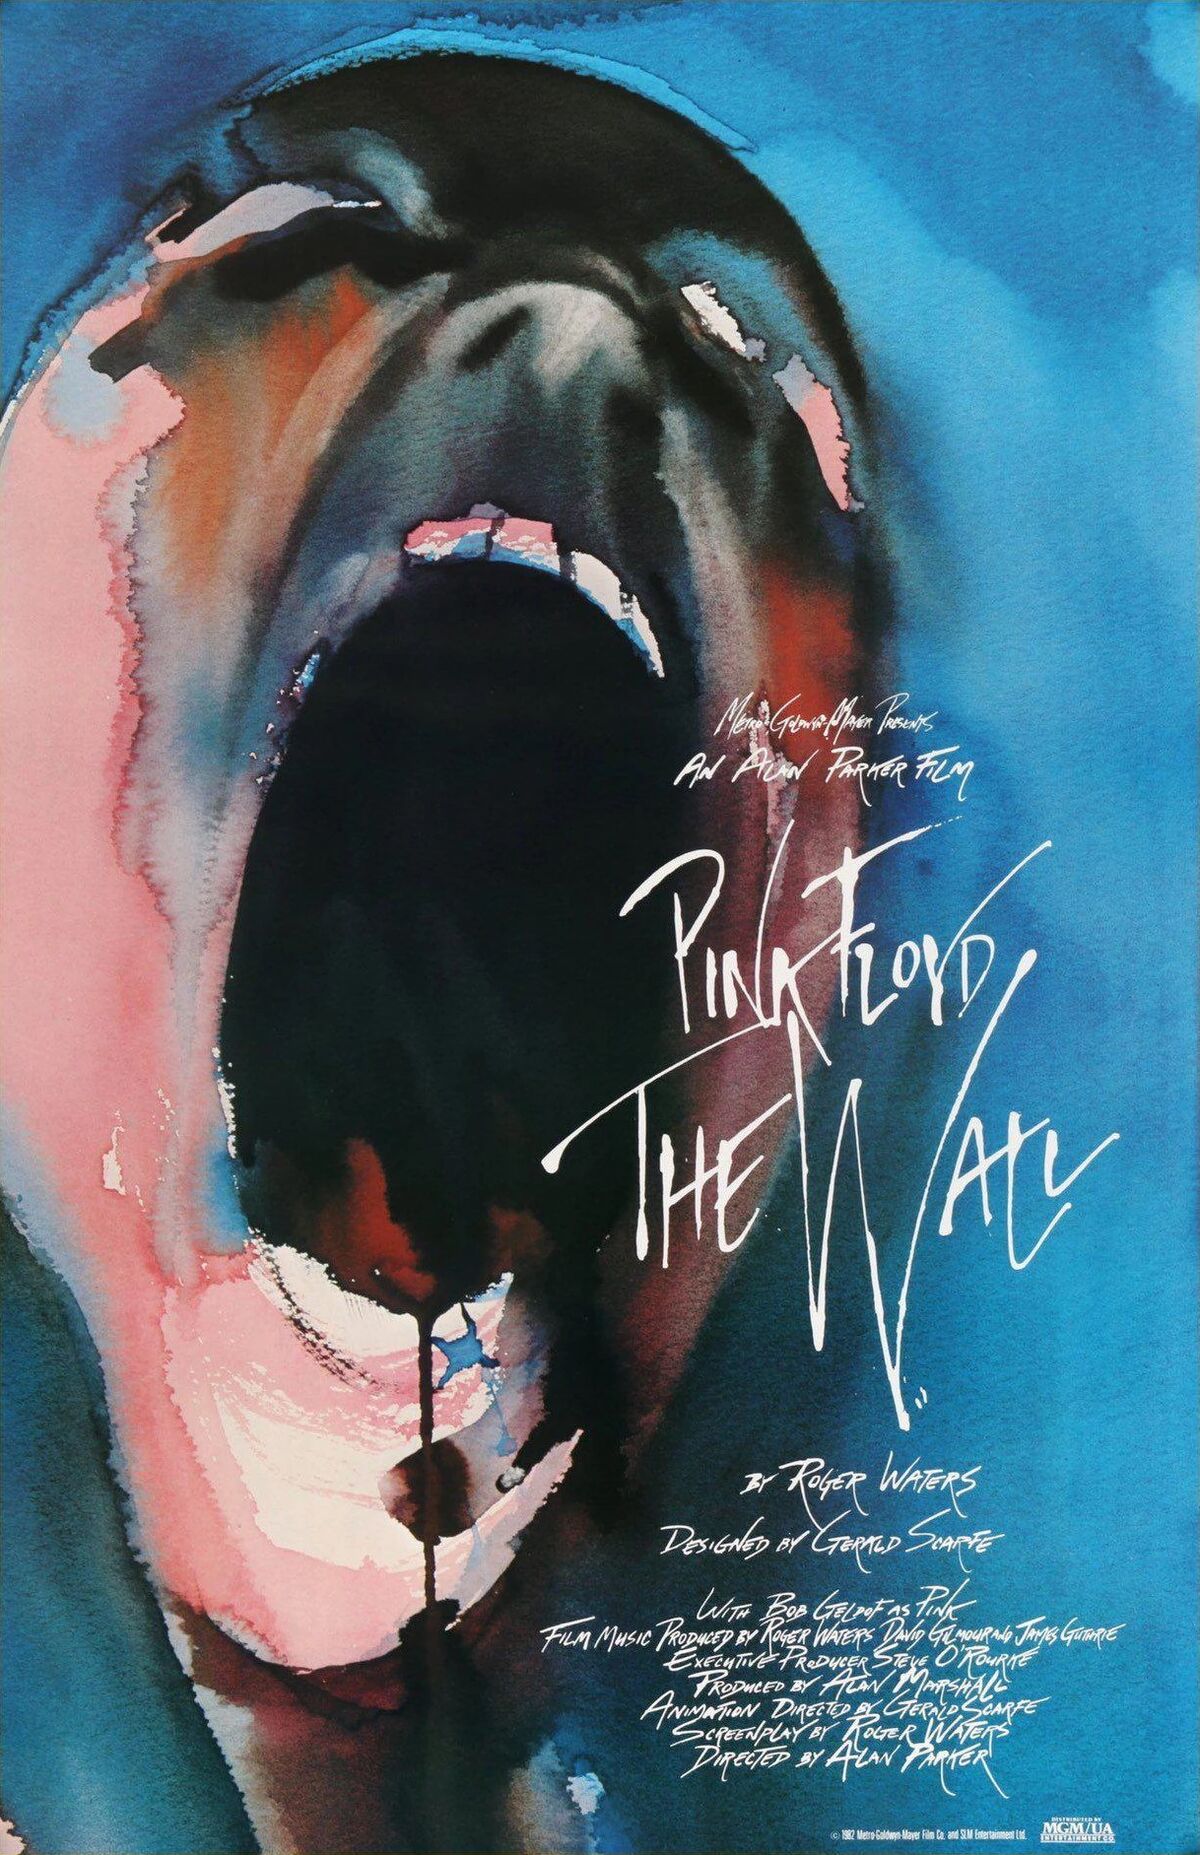 Metro-Goldwyn-Mayer Presents
An Alan Parker Film
Pink Floyd
The Wall
by Roger Waters
Designed by Gerald Scarfe
With Bob Geldof as Pink
Film Music Produced by Roger Waters David Gilmour and James Guthrie
Executive Producer Steve O'Rourke
Produced by Alan Marshall
Animation Directed by Gerald Scarfe
Screenplay by Roger Waters
Directed by Alan Parker
© 1982 Metro-Goldwyn-Mayer Film Co. and SLM Entertainment Ltd.
DISTRIBUTED BY
MGM/UA
ENTERTAINMENT CO.